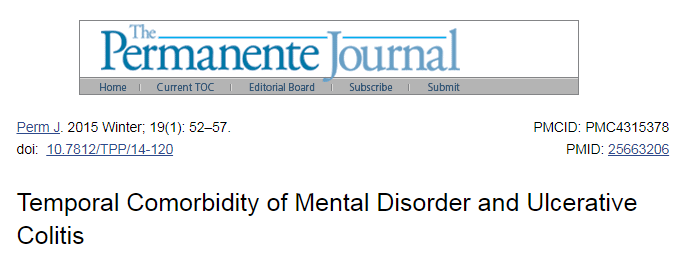 The
Permanente Journal
Home | Current TOC | Editorial Board | Subscribe | Submit
Perm J. 2015 Winter; 19(1): 52–57. PMCID: PMC4315378
doi: 10.7812/TPP/14-120 PMID: 25663206
Temporal Comorbidity of Mental Disorder and Ulcerative
Colitis